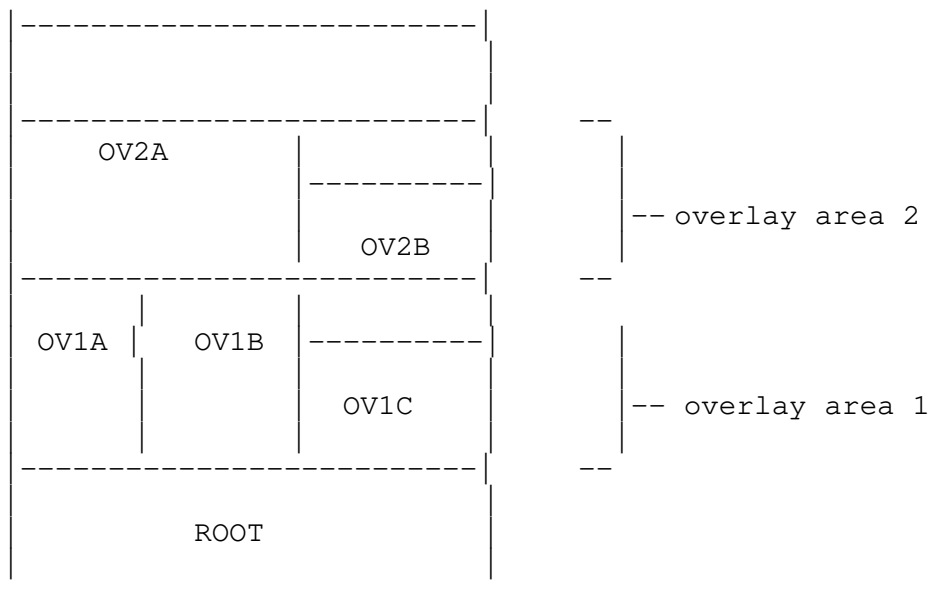 OV2A
-- overlay area 2
OV2B
OV1A | OV1B
OV1C
-- overlay area 1
ROOT